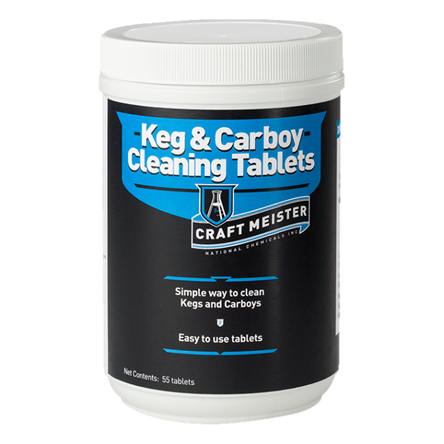 Keg & Carboy
Cleaning Tablets
CRAFT MEISTER
NATIONAL CHEMICALS INC
Simple way to clean
Kegs and Carboys
Easy to use tablets
Net Contents: 55 tablets